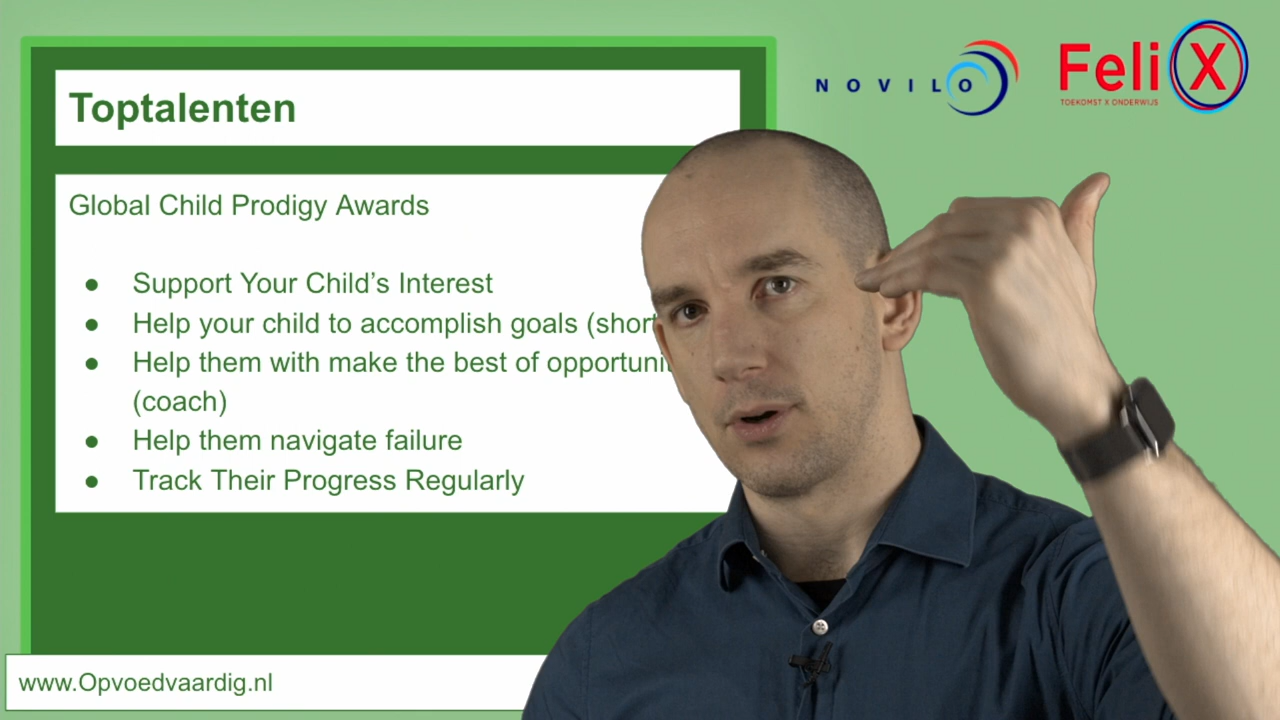 NOVILO
FeliX
TOEKOMST X ONDERWIJS
Toptalenten
Global Child Prodigy Awards
● Support Your Child’s Interest
● Help your child to accomplish goals (short
● Help them with make the best of
(coach)
● Help them navigate failure
● Track Their Progress Regularly
www.Opvoedvaardig.nl